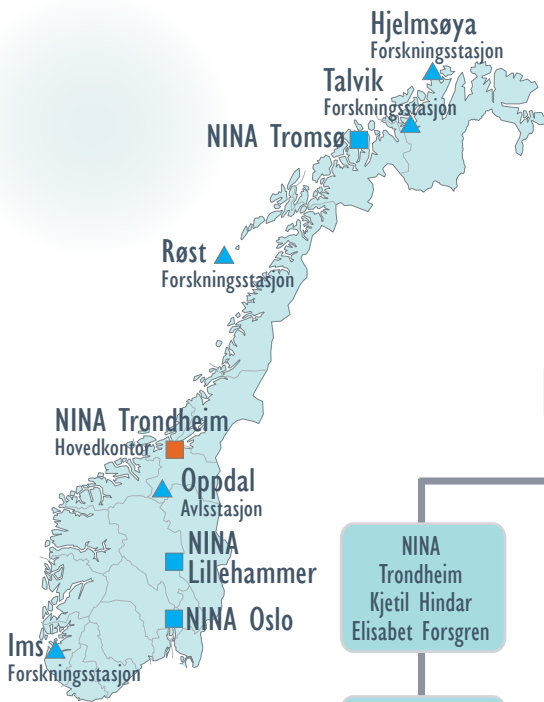 Hjelmsøya
Forskningsstasjon
Talvik
Forskningsstasjon
NINA Tromsø
Røst
Forskningsstasjon
NINA Trondheim
Hovedkontor
Oppdal
Avlsstasjon
NINA
Lillehammer
NINA Oslo
Ims
Forskningsstasjon
NINA
Trondheim
Kjetil Hindar
Elisabet Forsgren